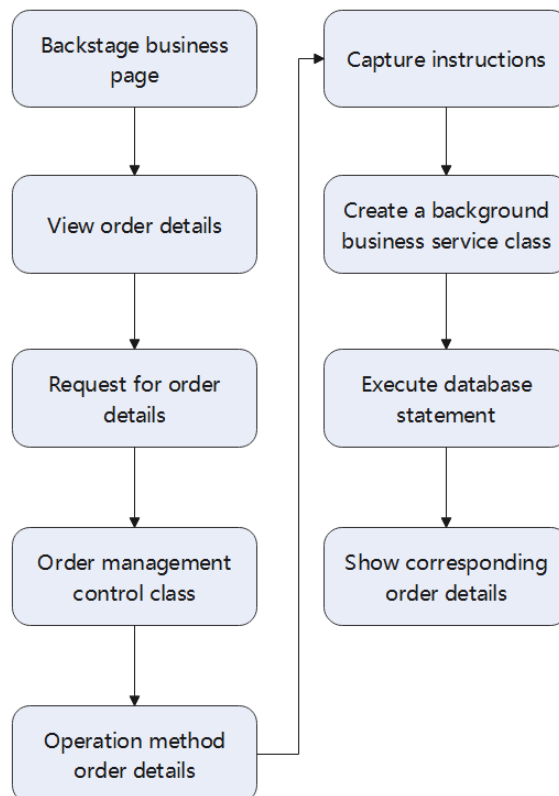 Backstage business
page
View order details
Request for order
details
Order management
control class
Operation method
order details
Capture instructions
Create a background
business service class
Execute database
statement
Show corresponding
order details